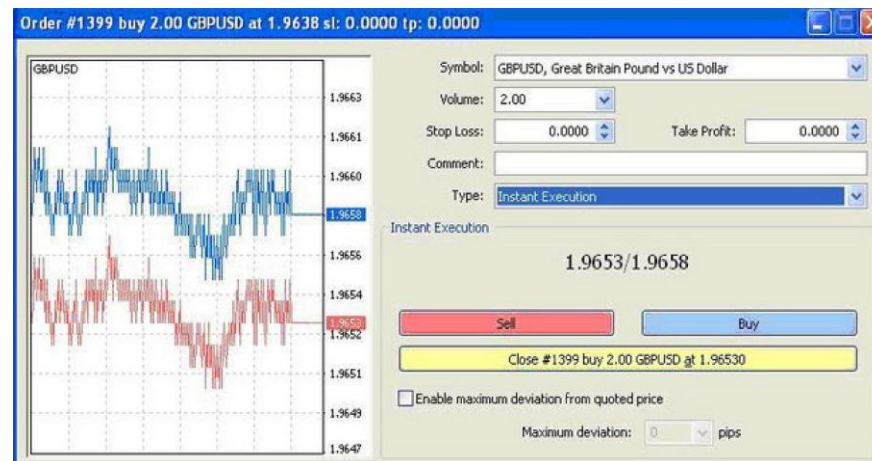 Order #1399 buy 2.00 GBPUSD at 1.9638 sl: 0.0000 tp: 0.0000
GBPUSD
1.9663
1.9661
1.9660
1.9658
1.9656
1.9654
1.9653
1.9652
1.9651
1.9649
1.9647
Symbol: GBPUSD, Great Britain Pound vs US Dollar
Volume: 2.00
Stop Loss: 0.0000 Take Profit: 0.0000
Comment:
Type: Instant Execution
Instant Execution
1.9653/1.9658
Sell Buy
Close #1399 buy 2.00 GBPUSD at 1.96530
Enable maximum deviation from quoted price
Maximum deviation: 0 pips